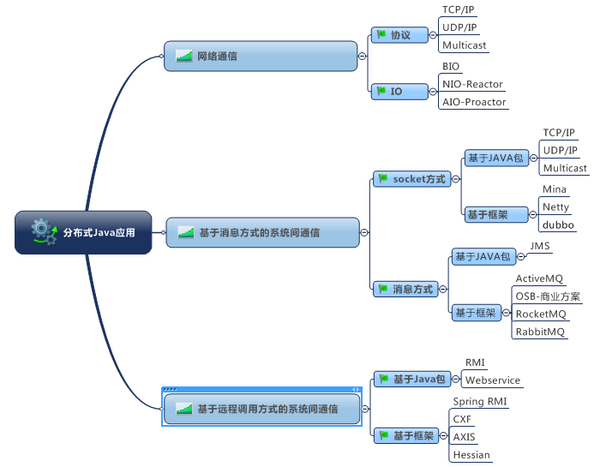 分布式Java应用
网络通信
协议
TCP/IP
UDP/IP
Multicast
IO
BIO
NIO-Reactor
AIO-Proactor
基于消息方式的系统间通信
socket方式
基于JAVA包
TCP/IP
UDP/IP
Multicast
基于框架
Mina
Netty
dubbo
消息方式
基于JAVA包
JMS
基于框架
ActiveMQ
OSB-商业方案
RocketMQ
RabbitMQ
基于远程调用方式的系统间通信
基于Java包
RMI
Webservice
基于框架
Spring RMI
CXF
AXIS
Hessian